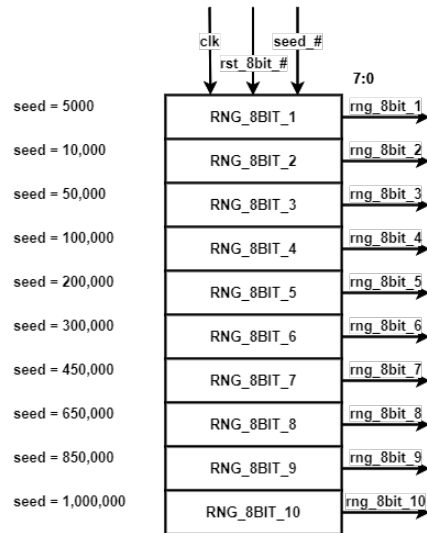 clk
seed_#
rst_8bit_#
7:0
seed = 5000
RNG_8BIT_1
rng_8bit_1
seed = 10,000
RNG_8BIT_2
rng_8bit_2
seed = 50,000
RNG_8BIT_3
rng_8bit_3
seed = 100,000
RNG_8BIT_4
rng_8bit_4
seed = 200,000
RNG_8BIT_5
rng_8bit_5
seed = 300,000
RNG_8BIT_6
rng_8bit_6
seed = 450,000
RNG_8BIT_7
rng_8bit_7
seed = 650,000
RNG_8BIT_8
rng_8bit_8
seed = 850,000
RNG_8BIT_9
rng_8bit_9
seed = 1,000,000
RNG_8BIT_10
rng_8bit_10